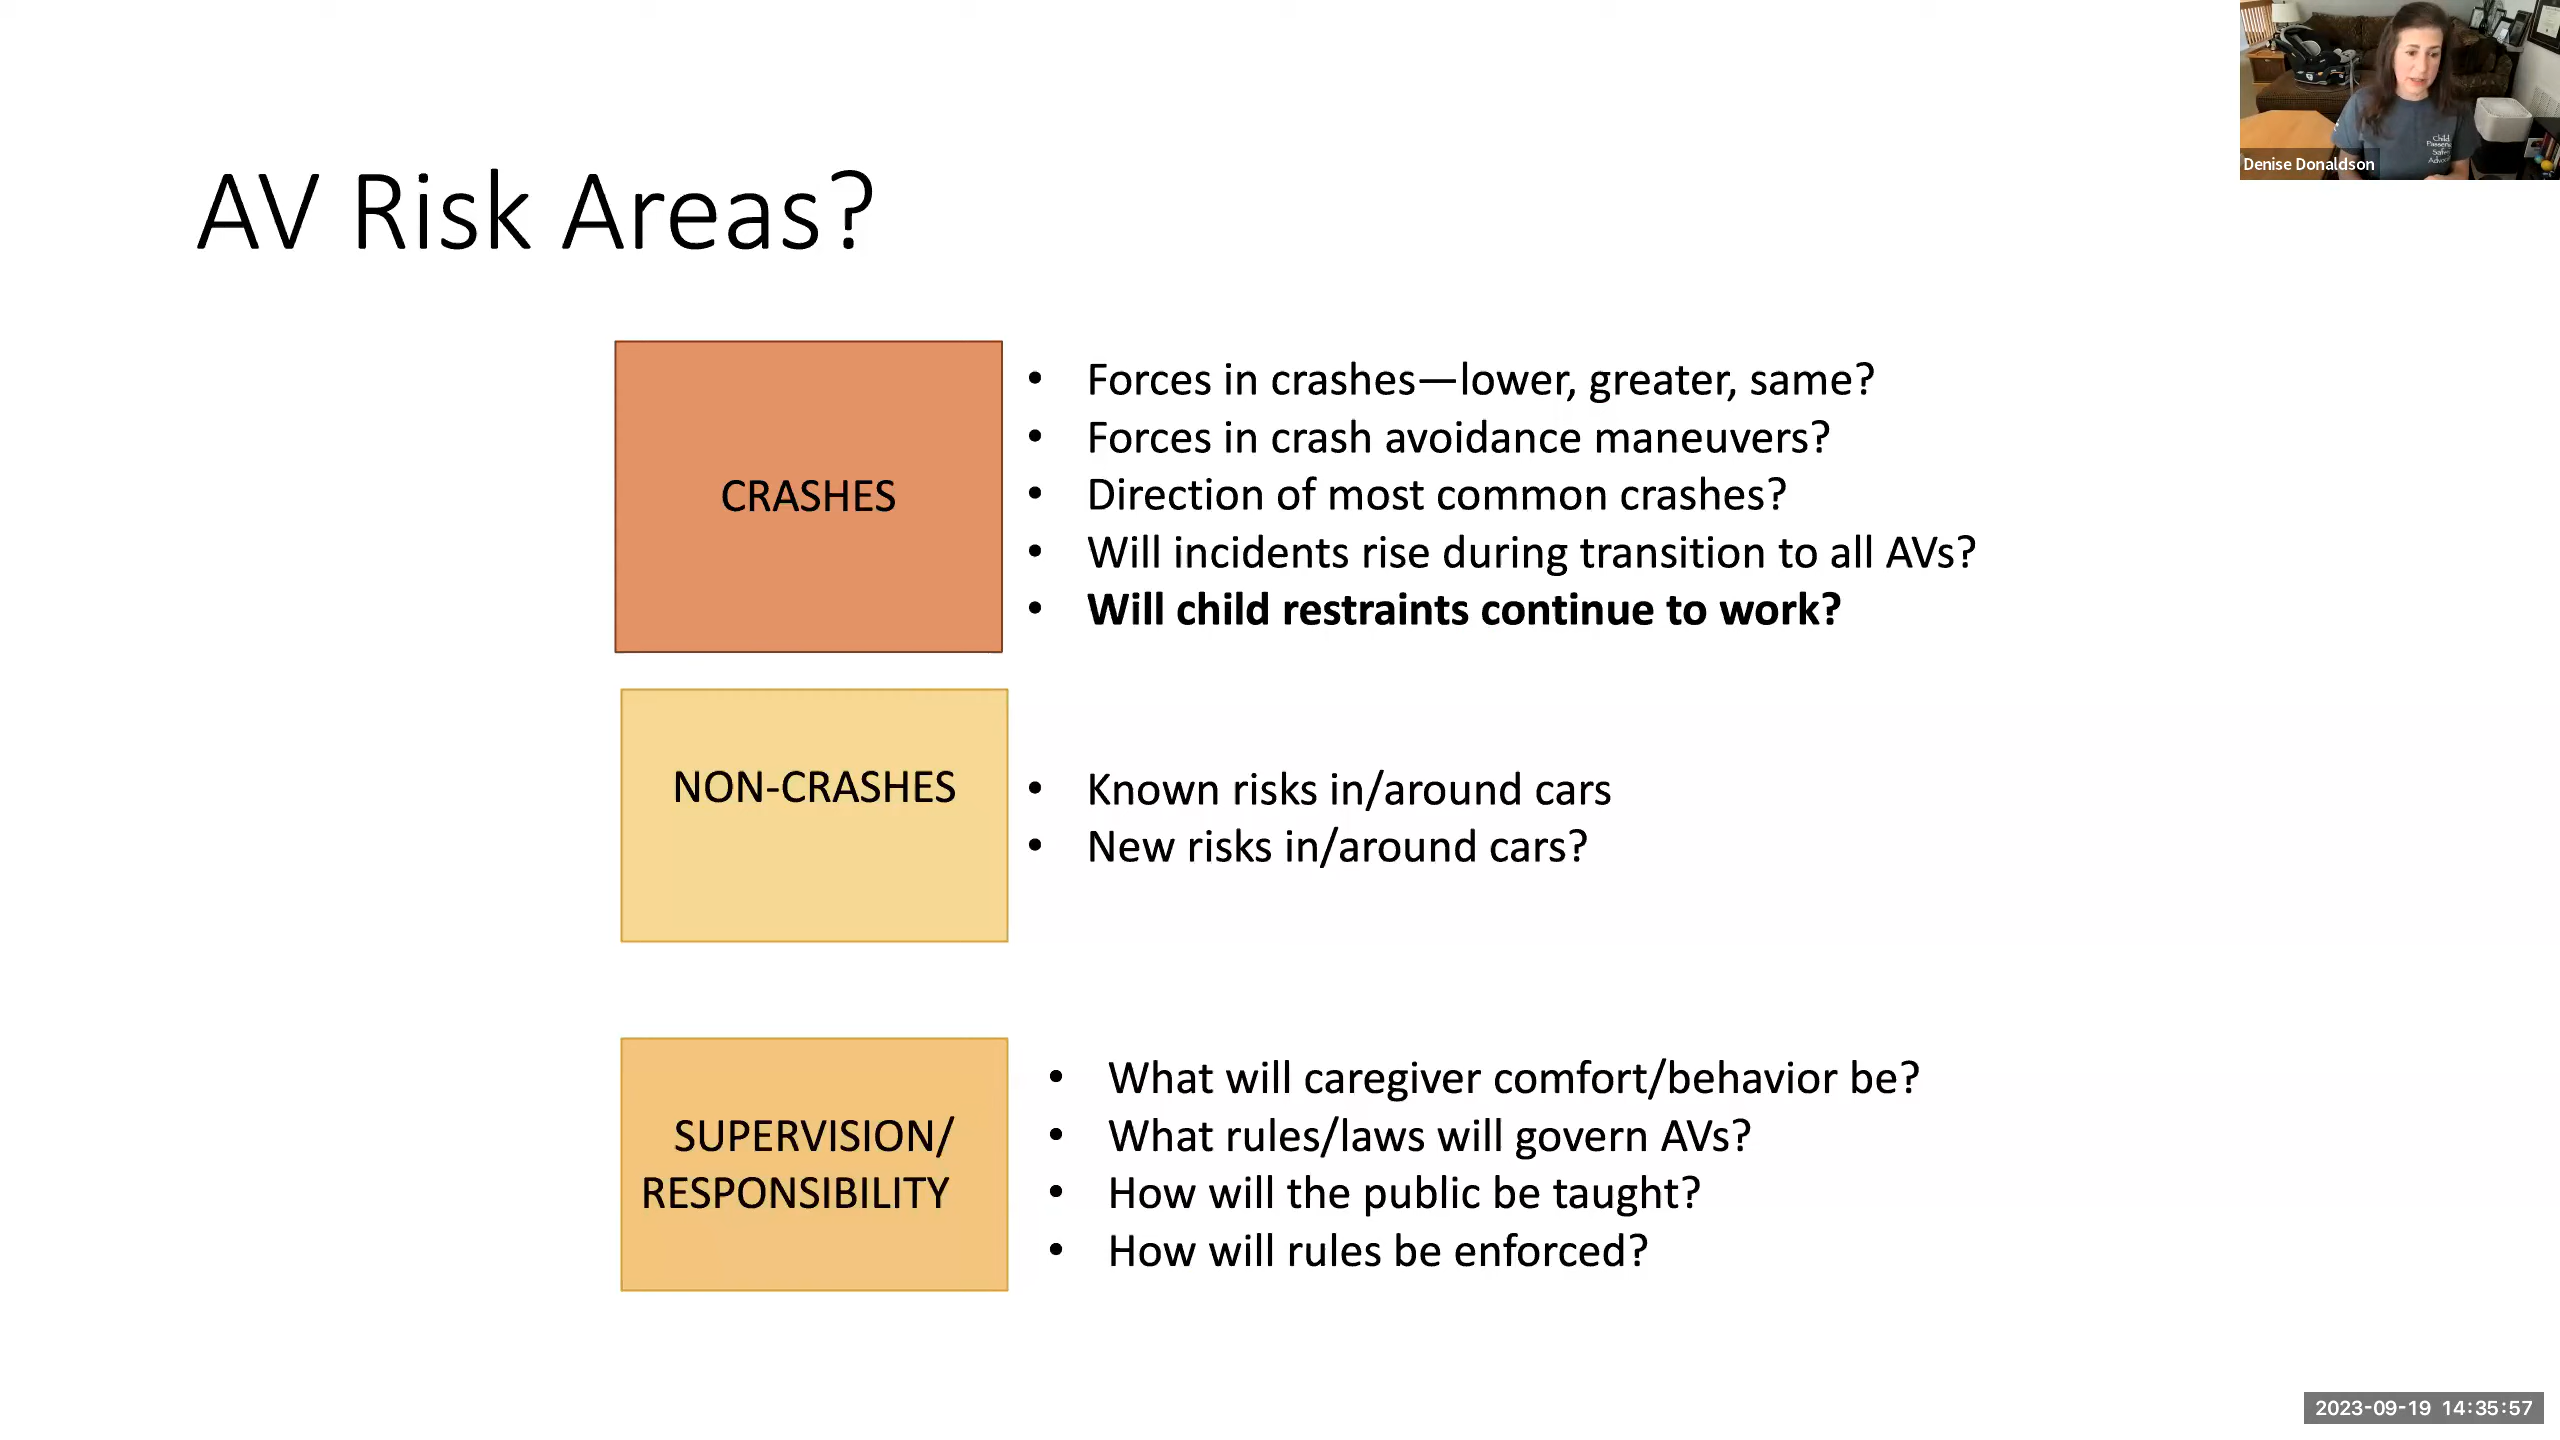 AV Risk Areas?
CRASHES
• Forces in crashes—lower, greater, same?
• Forces in crash avoidance maneuvers?
• Direction of most common crashes?
• Will incidents rise during transition to all AVs?
• Will child restraints continue to work?
NON-CRASHES
• Known risks in/around cars
• New risks in/around cars?
SUPERVISION/
RESPONSIBILITY
• What will caregiver comfort/behavior be?
• What rules/laws will govern AVs?
• How will the public be taught?
• How will rules be enforced?
Child
Denise Donaldson
2023-09-19 14:35:57